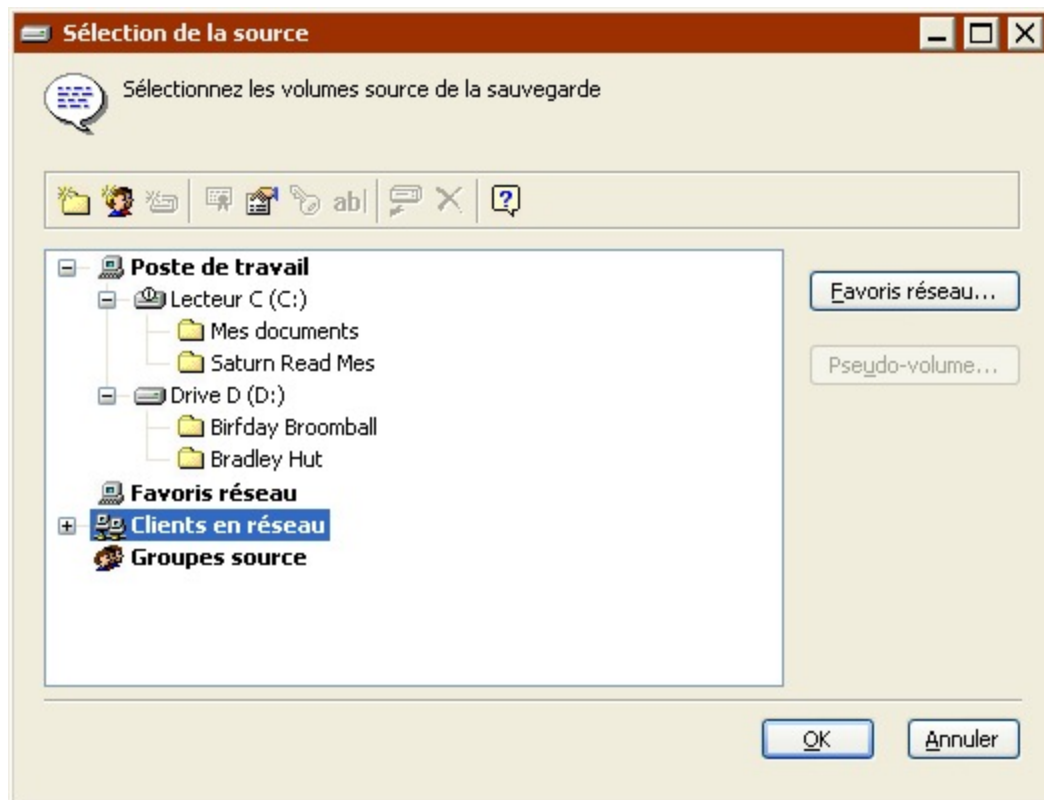 Sélection de la source
Sélectionnez les volumes source de la sauvegarde
ab|
Poste de travail
Lecteur C (C:)
Mes documents
Saturn Read Mes
Drive D (D:)
Birfday Broomball
Bradley Hut
Favoris réseau
Clients en réseau
Groupes source
Favoris réseau...
Pseudo-volume...
OK
Annuler